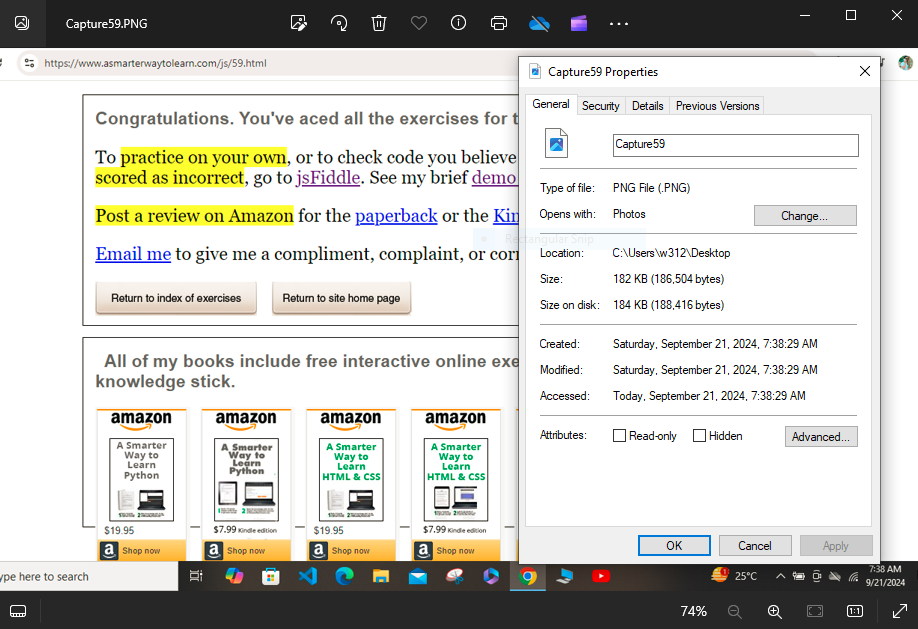 Capture59.PNG
https://www.asmarterwaytolearn.com/js/59.html
Congratulations. You've aced all the exercises for t
To practice on your own, or to check code you believe
scored as incorrect, go to jsFiddle. See my brief demo.
Post a review on Amazon for the paperback or the Kin
Email me to give me a compliment, complaint, or corr
Return to index of exercises
Return to site home page
All of my books include free interactive online exe
knowledge stick.
amazon
A Smarter
Way to
Learn
Python
$19.95
a Shop now
amazon
A Smarter
Way to
Learn
Python
$7.99 Kindle edition
a Shop now
amazon
A Smarter
Way to
Learn
HTML & CSS
$19.95
a Shop now
amazon
A Smarter
Way to
Learn
HTML & CSS
$7.99 Kindle edition
a Shop now
Capture59 Properties
General Security Details Previous Versions
Capture59
Type of file: PNG File (.PNG)
Opens with: Photos Change...
Rectangular Snip
Location: C:\Users\w312\Desktop
Size: 182 KB (186,504 bytes)
Size on disk: 184 KB (188,416 bytes)
Created: Saturday, September 21, 2024, 7:38:29 AM
Modified: Saturday, September 21, 2024, 7:38:29 AM
Accessed: Today, September 21, 2024, 7:38:29 AM
Attributes: Read-only Hidden Advanced...
OK Cancel Apply
ype here to search
25°C
7:38 AM
9/21/2024
74%
1:1